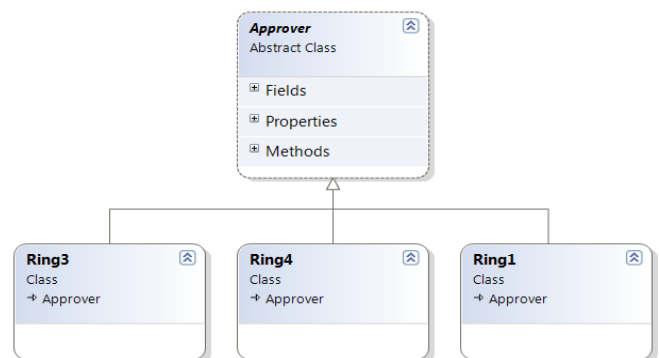 Approver
Abstract Class
Fields
Properties
Methods
Ring3
Class
Approver
Ring4
Class
Approver
Ring1
Class
Approver